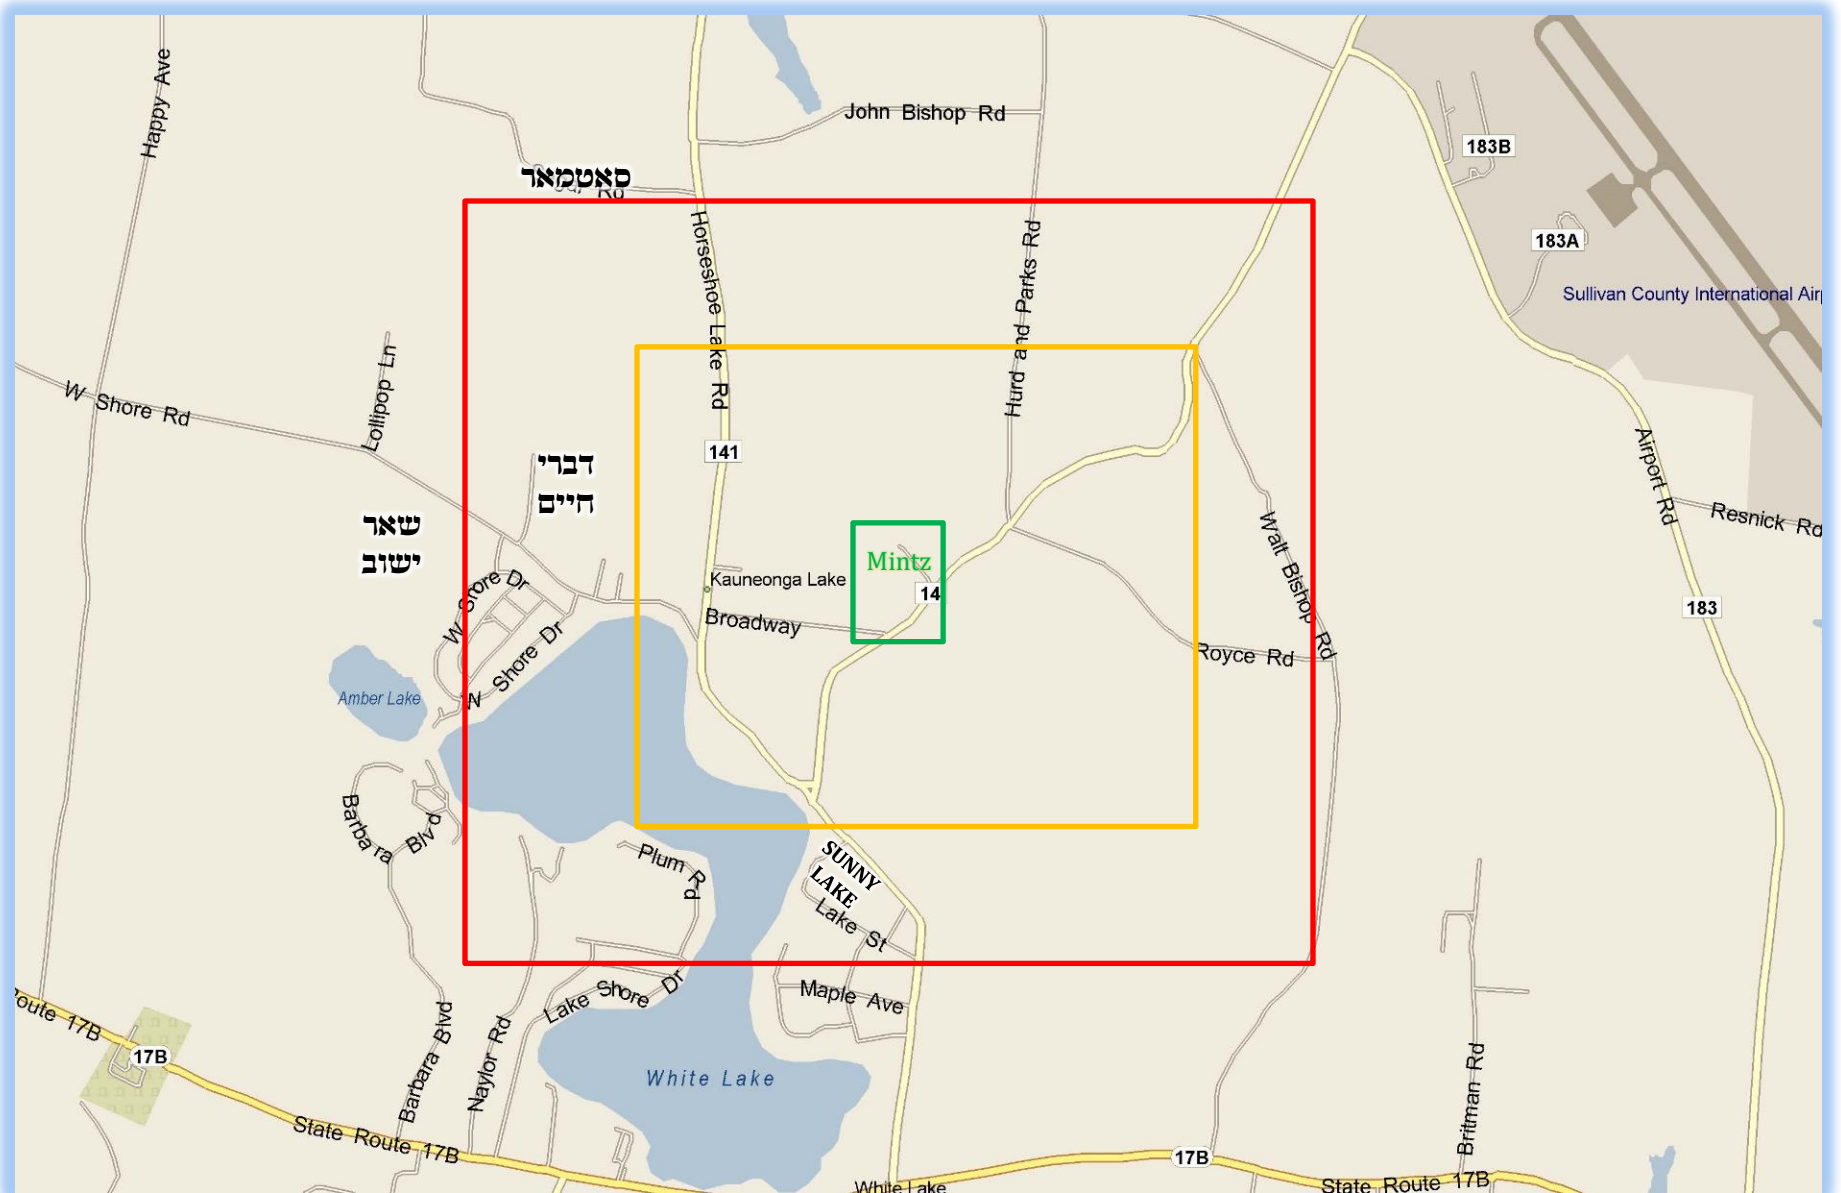 Happy Ave
John Bishop Rd
183B
סאטמאר
Rd
183A
Horseshoe Lake Rd
Hurd and Parks Rd
Sullivan County International Air
Lollipop Ln
W Shore Rd
141
דברי
חיים
שאר
ישוב
Airport Rd
Resnick Rd
Walt Bishop Rd
Mintz
Kauneonga Lake
14
W Shore Dr
Broadway
183
W Shore Dr
Royce Rd
Amber Lake
Barbara Blvd
Plum Rd
SUNNY
LAKE
Lake St
Lake Shore Dr
Maple Ave
Route 17B
17B
Barbara Blvd
Naylor Rd
White Lake
Britman Rd
State Route 17B
17B
White Lake
State Route 17B